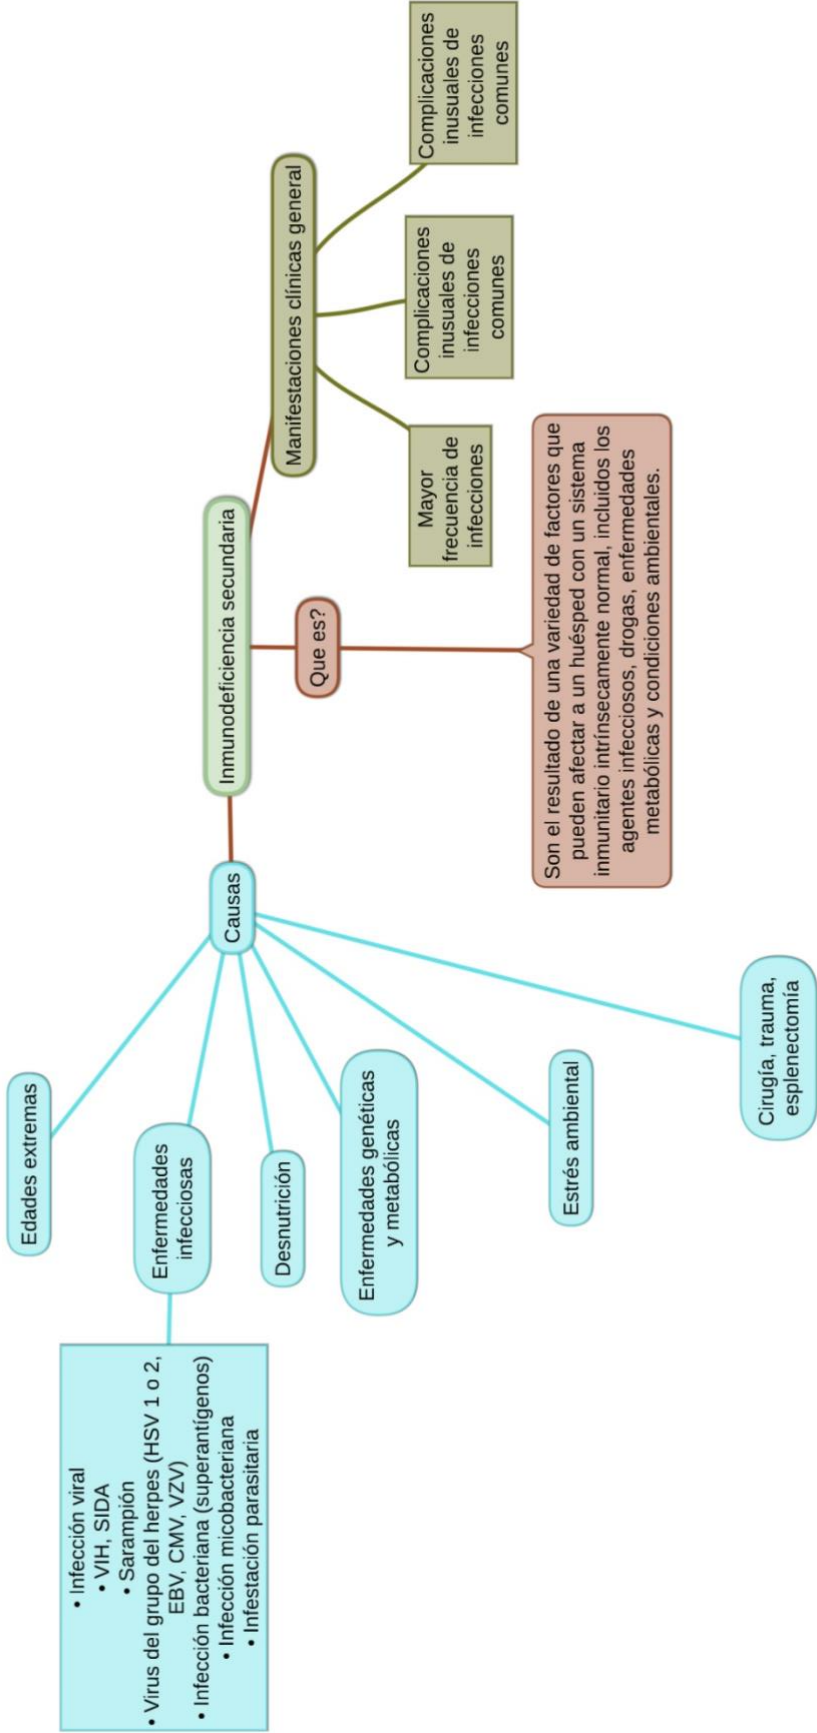 Inmunodeficiencia secundaria
Causas
Edades extremas
Enfermedades
infecciosas
• Infección viral
• VIH, SIDA
• Sarampión
• Virus del grupo del herpes (HSV 1 o 2,
EBV, CMV, VZV)
• Infección bacteriana (superantígenos)
• Infección micobacteriana
• Infestación parasitaria
Desnutrición
Enfermedades genéticas
y metabólicas
Estrés ambiental
Cirugía, trauma,
esplenectomía
Que es?
Son el resultado de una variedad de factores que
pueden afectar a un huésped con un sistema
inmunitario intrínsecamente normal, incluidos los
agentes infecciosos, drogas, enfermedades
metabólicas y condiciones ambientales.
Manifestaciones clínicas general
Mayor
frecuencia de
infecciones
Complicaciones
inusuales de
infecciones
comunes
Complicaciones
inusuales de
infecciones
comunes